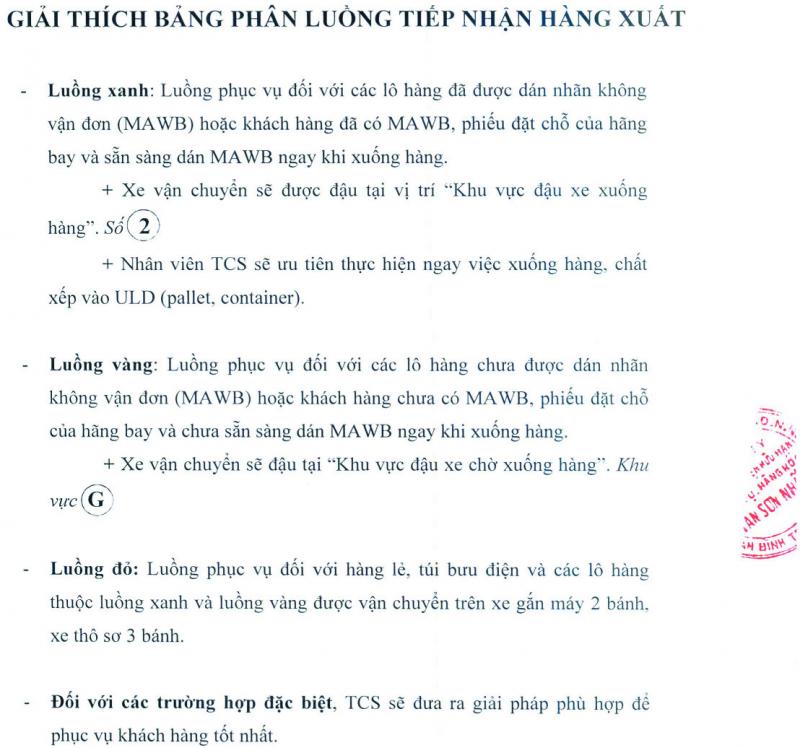 GIẢI THÍCH BẢNG PHÂN LUỒNG TIẾP NHẬN HÀNG XUẤT
- Luồng xanh: Luồng phục vụ đối với các lô hàng đã được dán nhãn không
vận đơn (MAWB) hoặc khách hàng đã có MAWB, phiếu đặt chỗ của hãng
bay và sẵn sàng dán MAWB ngay khi xuống hàng.
+ Xe vận chuyển sẽ được đậu tại vị trí “Khu vực đậu xe xuống
hàng”. Số 2
+ Nhân viên TCS sẽ ưu tiên thực hiện ngay việc xuống hàng, chất
xếp vào ULD (pallet, container).
- Luồng vàng: Luồng phục vụ đối với các lô hàng chưa được dán nhãn
không vận đơn (MAWB) hoặc khách hàng chưa có MAWB, phiếu đặt chỗ
của hãng bay và chưa sẵn sàng dán MAWB ngay khi xuống hàng.
+ Xe vận chuyển sẽ đậu tại “Khu vực đậu xe chờ xuống hàng”. Khu
vực G
- Luồng đỏ: Luồng phục vụ đối với hàng lẻ, túi bưu điện và các lô hàng
thuộc luồng xanh và luồng vàng được vận chuyển trên xe gắn máy 2 bánh,
xe thô sơ 3 bánh.
- Đối với các trường hợp đặc biệt, TCS sẽ đưa ra giải pháp phù hợp để
phục vụ khách hàng tốt nhất.
SƠN
BÌNH